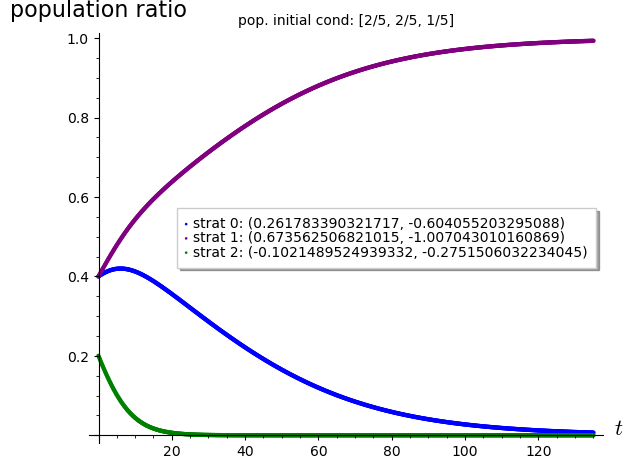 population ratio
pop. initial cond: [2/5, 2/5, 1/5]
1.0
0.8
0.6
strat 0: (0.261783390321717, -0.604055203295088)
strat 1: (0.673562506821015, -1.007043010160869)
strat 2: (-0.1021489524939332, -0.2751506032234045)
0.4
0.2
t
20 40 60 80 100 120